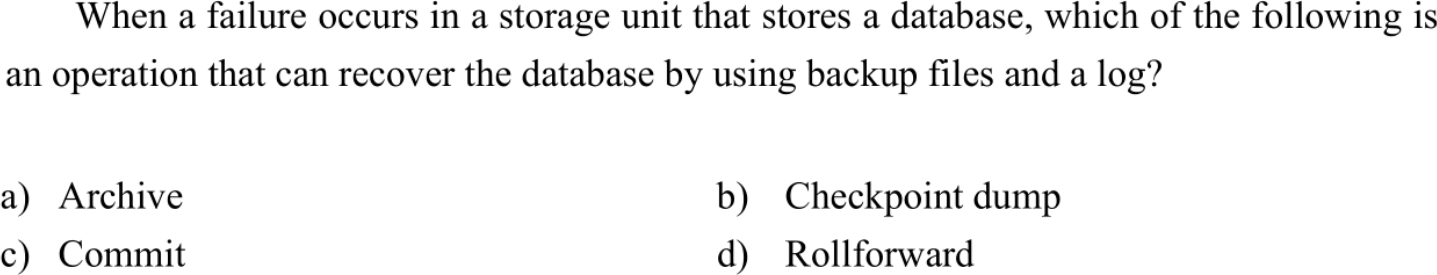 When a failure occurs in a storage unit that stores a database, which of the following is
an operation that can recover the database by using backup files and a log?
a) Archive b) Checkpoint dump
c) Commit d) Rollforward